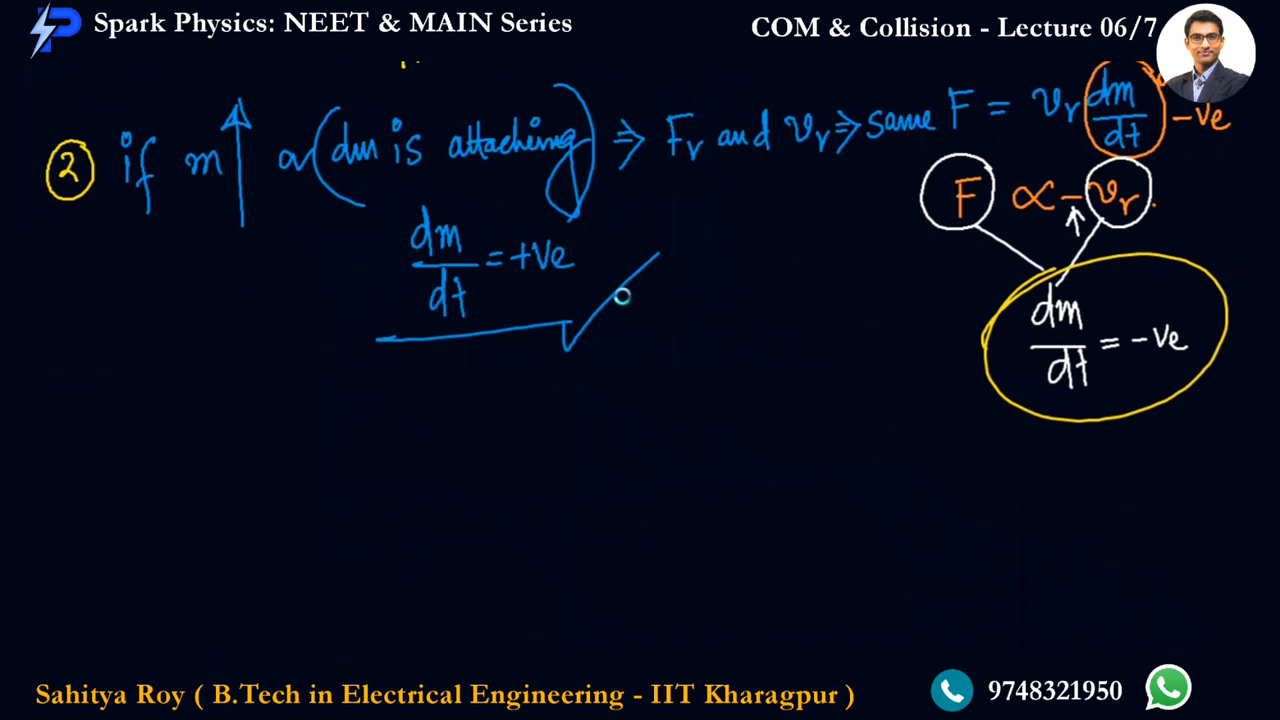 Spark Physics: NEET & MAIN Series
COM & Collision - Lecture 06/7
② if m↑ or (dm is attaching) ⇒ Fr and vr ⇒ same
F = vr dm/dt -ve
F ∝ - vr.
dm/dt = +ve
dm/dt = -ve
Sahitya Roy ( B.Tech in Electrical Engineering - IIT Kharagpur )
9748321950